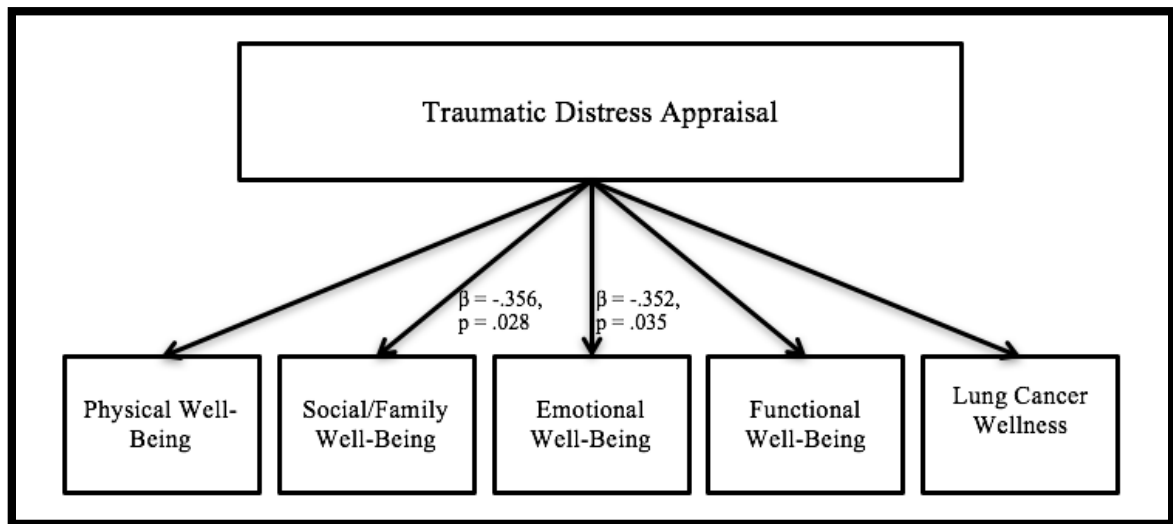 Traumatic Distress Appraisal
β = -.356,
p = .028
β = -.352,
p = .035
Physical Well-
Being
Social/Family
Well-Being
Emotional
Well-Being
Functional
Well-Being
Lung Cancer
Wellness